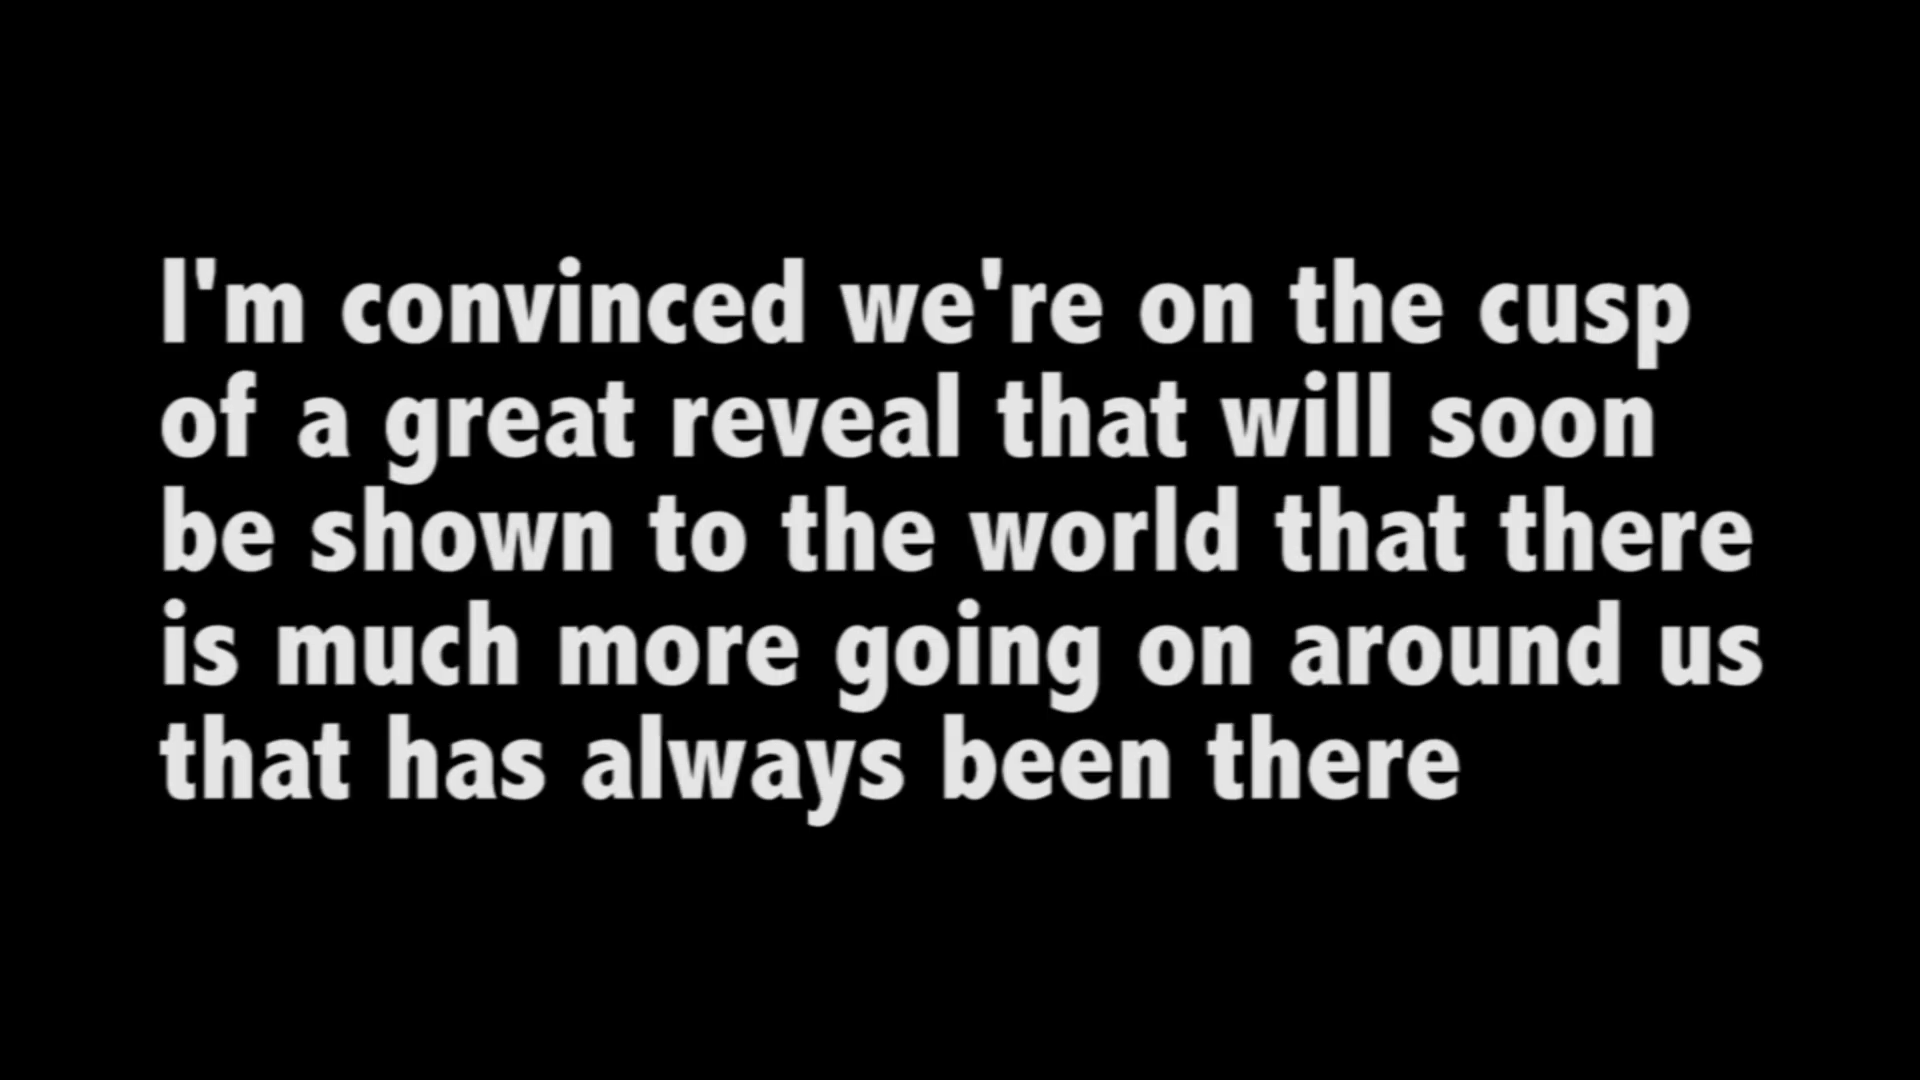 I'm convinced we're on the cusp
of a great reveal that will soon
be shown to the world that there
is much more going on around us
that has always been there